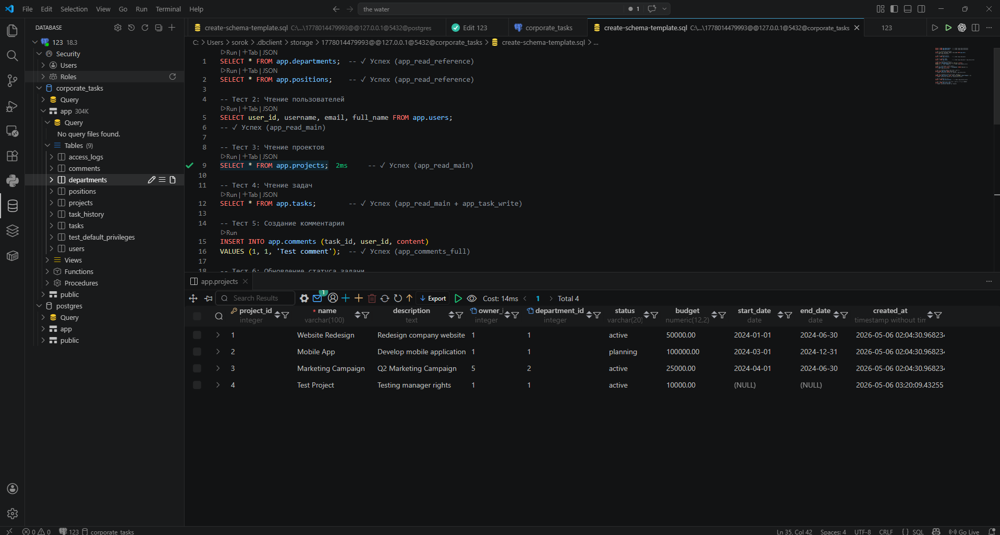 File Edit Selection View Go Run Terminal Help
the water
1
DATABASE
123 18.3
Security
Users
Roles
corporate_tasks
Query
app 304K
Query
No query files found.
Tables (9)
access_logs
comments
departments
positions
projects
task_history
tasks
test_default_privileges
users
Views
Functions
Procedures
public
postgres
Query
app
public
create-schema-template.sql C:\...\1778014479993@@127.0.0.1@5432@postgres
Edit 123
corporate_tasks
create-schema-template.sql C:\...\1778014479993@@127.0.0.1@5432@corporate_tasks
123
C: > Users > sorok > .dbclient > storage > 1778014479993@@127.0.0.1@5432@corporate_tasks > create-schema-template.sql > ...
Run | +Tab | JSON
1 SELECT * FROM app.departments; -- ✓ Успех (app_read_reference)
Run | +Tab | JSON
2 SELECT * FROM app.positions; -- ✓ Успех (app_read_reference)
3
4 -- Тест 2: Чтение пользователей
Run | +Tab | JSON
5 SELECT user_id, username, email, full_name FROM app.users;
6 -- ✓ Успех (app_read_main)
7
8 -- Тест 3: Чтение проектов
Run | +Tab | JSON
9 SELECT * FROM app.projects; 2ms -- ✓ Успех (app_read_main)
10
11 -- Тест 4: Чтение задач
Run | +Tab | JSON
12 SELECT * FROM app.tasks; -- ✓ Успех (app_read_main + app_task_write)
13
14 -- Тест 5: Создание комментария
Run
15 INSERT INTO app.comments (task_id, user_id, content)
16 VALUES (1, 1, 'Test comment'); -- ✓ Успех (app_comments_full)
17
18 -- Тест 6: Обновление статуса задачи
app.projects
Search Results
1
Export
Cost: 14ms < 1 > Total 4
project_id * name description owner_i department_id status budget start_date end_date created_at
integer varchar(100) text integer integer varchar(20) numeric(12,2) date date timestamp without tim
1 Website Redesign Redesign company website 1 1 active 50000.00 2024-01-01 2024-06-30 2026-05-06 02:04:30.968234
2 Mobile App Develop mobile application 1 1 planning 100000.00 2024-03-01 2024-12-31 2026-05-06 02:04:30.968234
3 Marketing Campaign Q2 Marketing Campaign 5 2 active 25000.00 2024-04-01 2024-06-30 2026-05-06 02:04:30.968234
4 Test Project Testing manager rights 1 1 active 10000.00 (NULL) (NULL) 2026-05-06 03:20:09.43255
0 0 123 corporate_tasks
Ln 35, Col 42 Spaces: 4 UTF-8 CRLF {} SQL Go Live